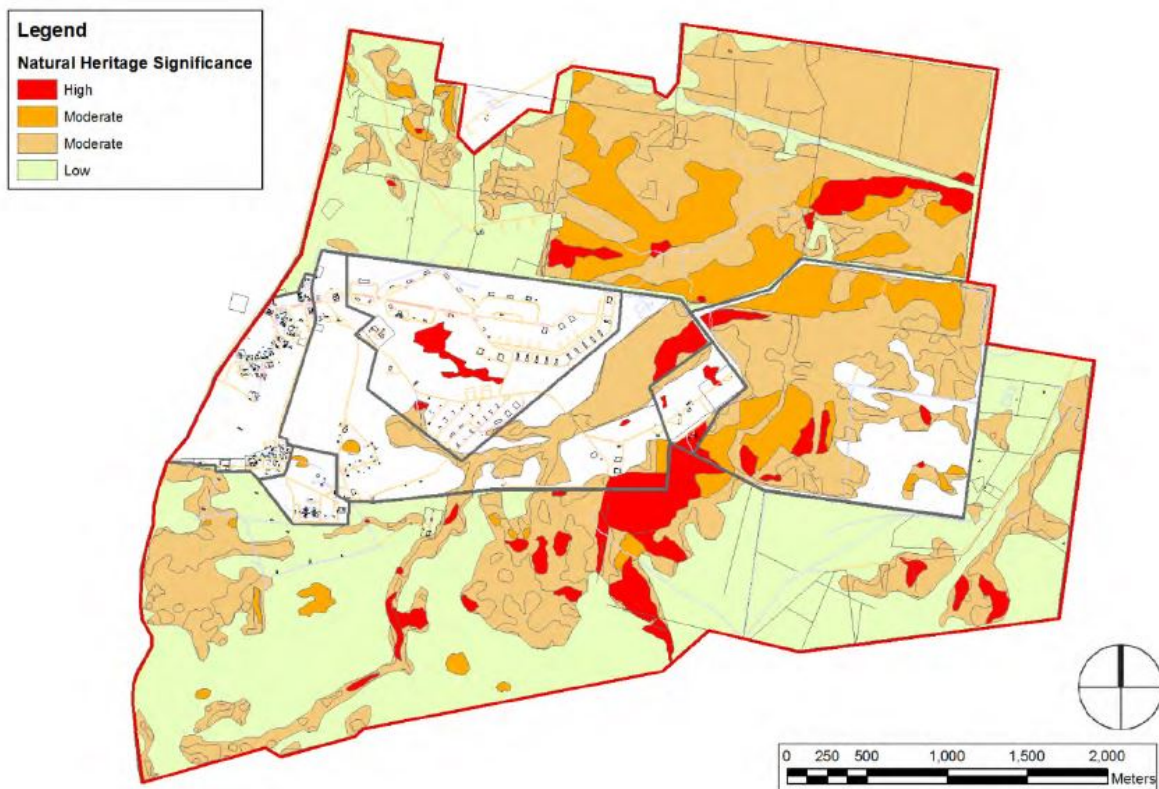 Legend
Natural Heritage Significance
High
Moderate
Moderate
Low
0 250 500 1,000 1,500 2,000
Meters